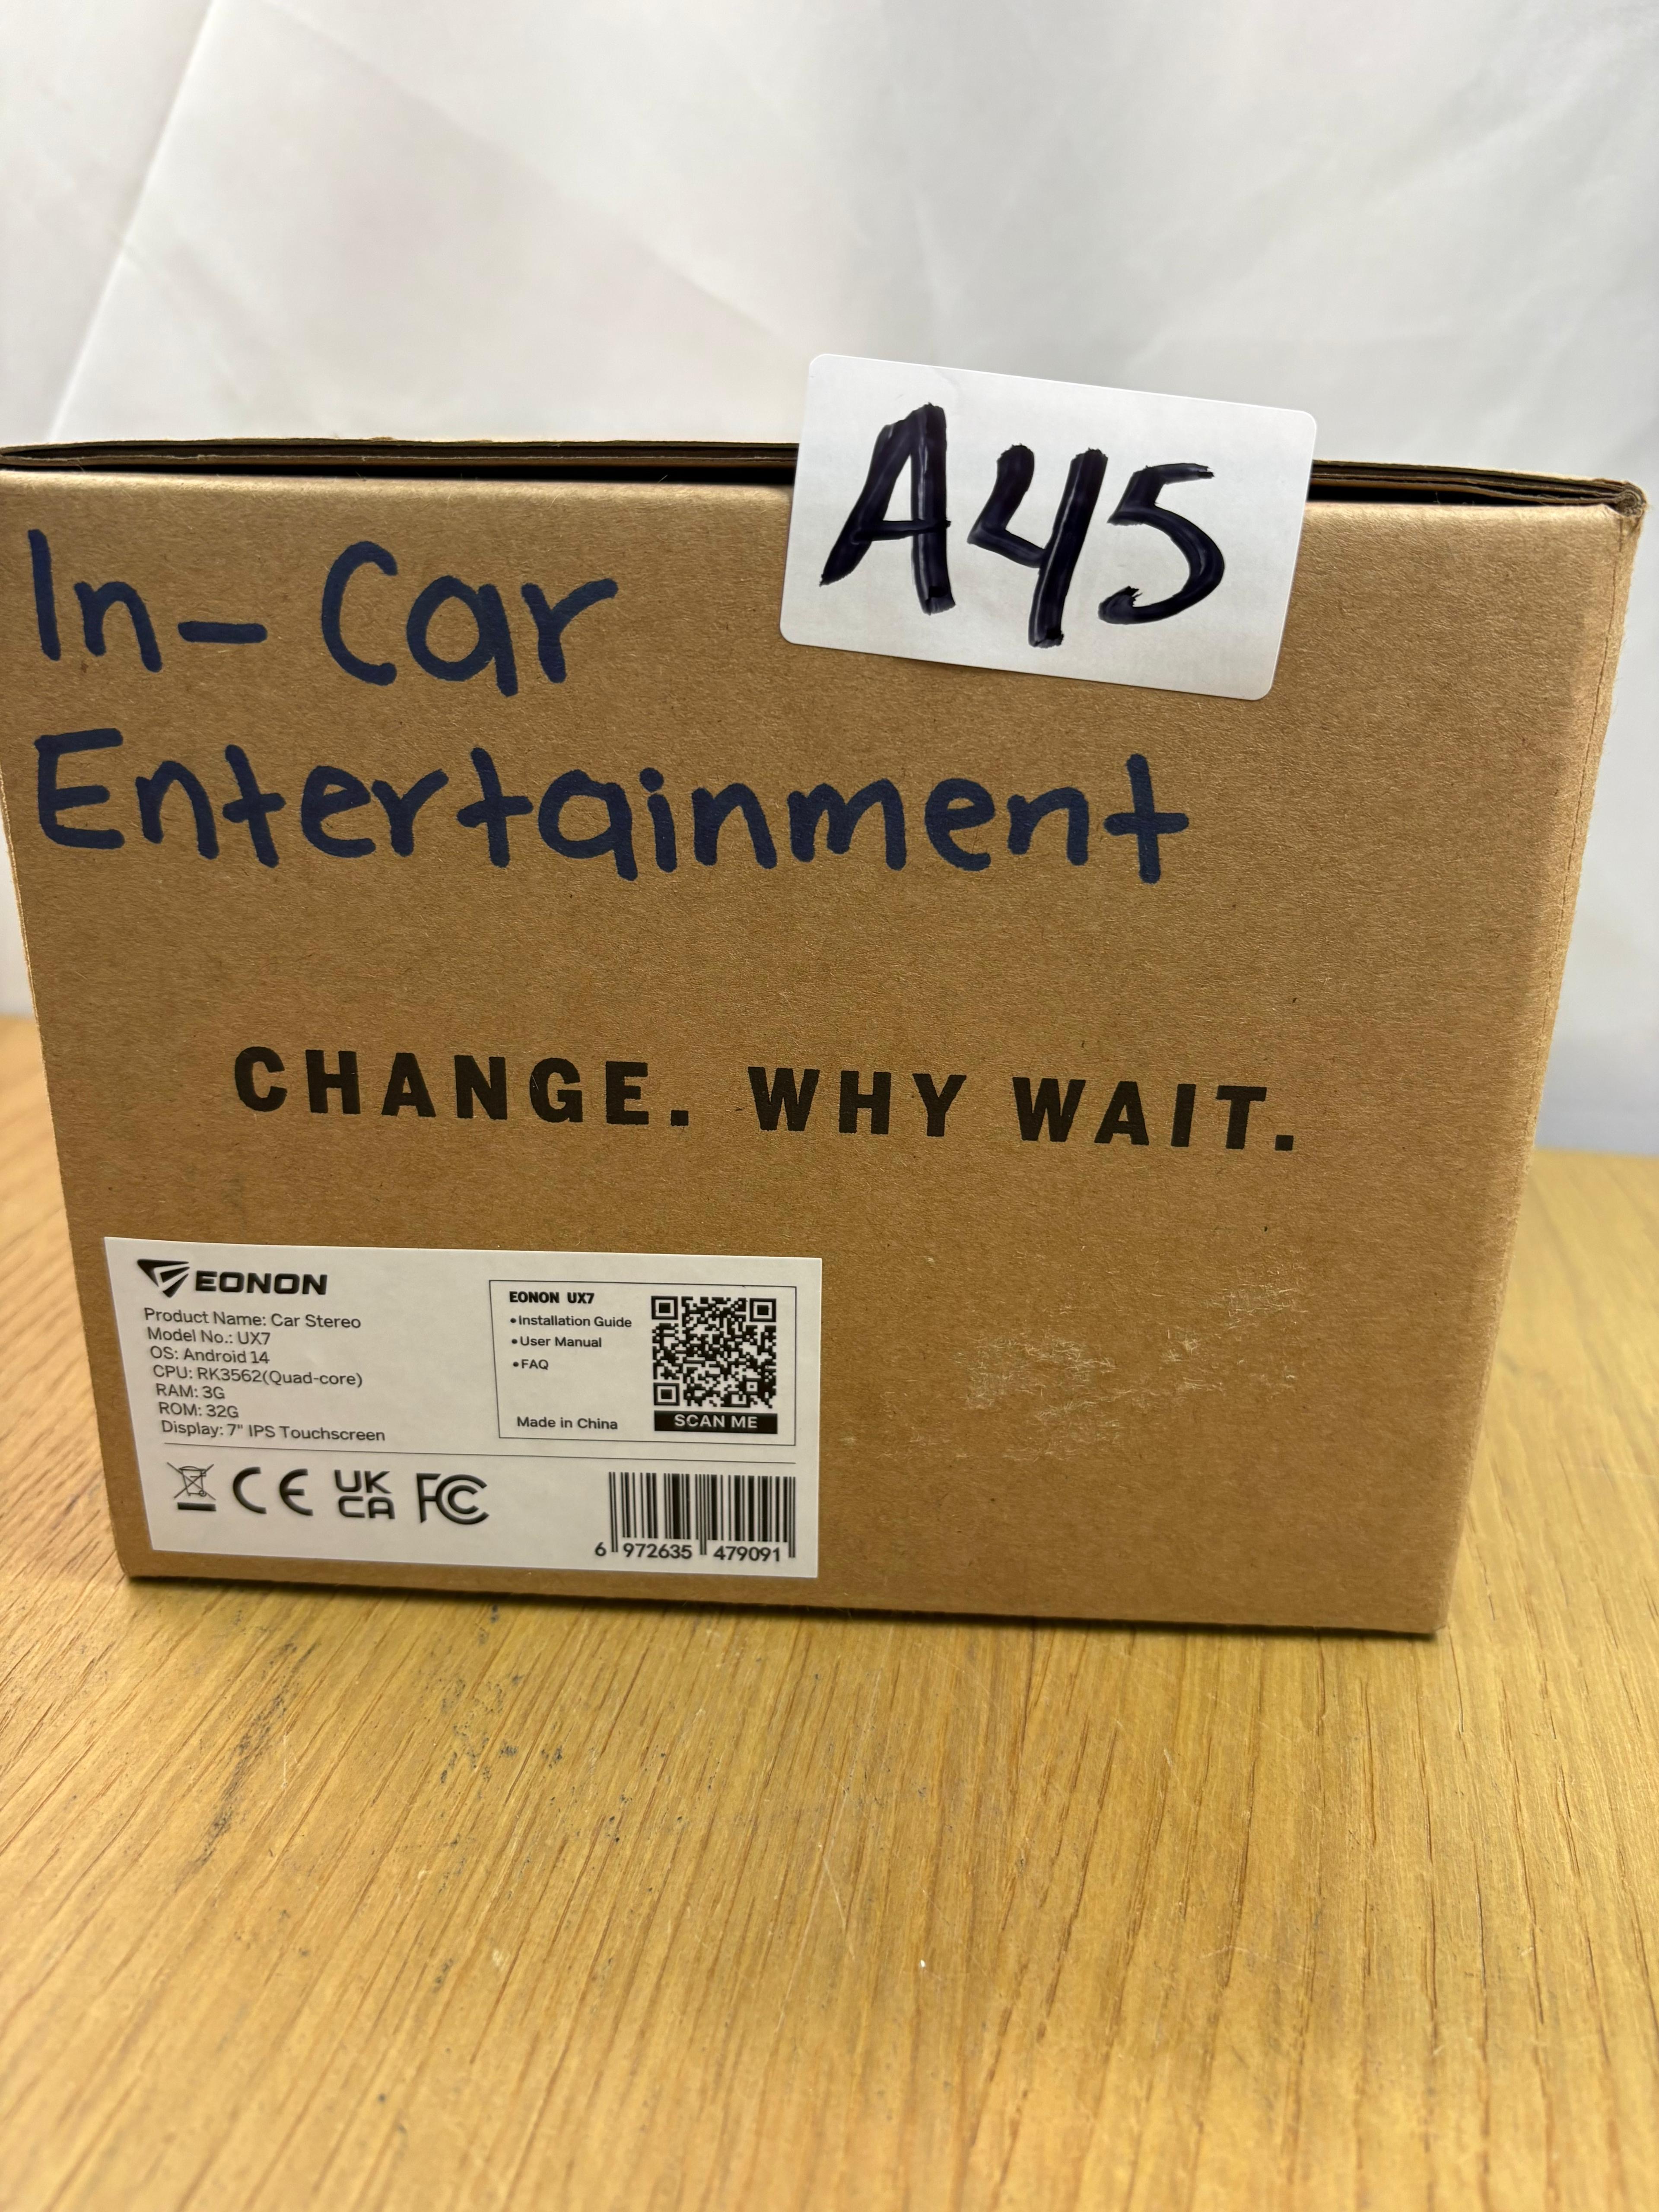 A45
In-Car
Entertainment
CHANGE. WHY WAIT.
EONON
Product Name: Car Stereo
Model No.: UX7
OS: Android 14
CPU: RK3562(Quad-core)
RAM: 3G
ROM: 32G
Display: 7" IPS Touchscreen
EONON UX7
•Installation Guide
•User Manual
•FAQ
Made in China
SCAN ME
CE UK CA FC
6 972635 479091